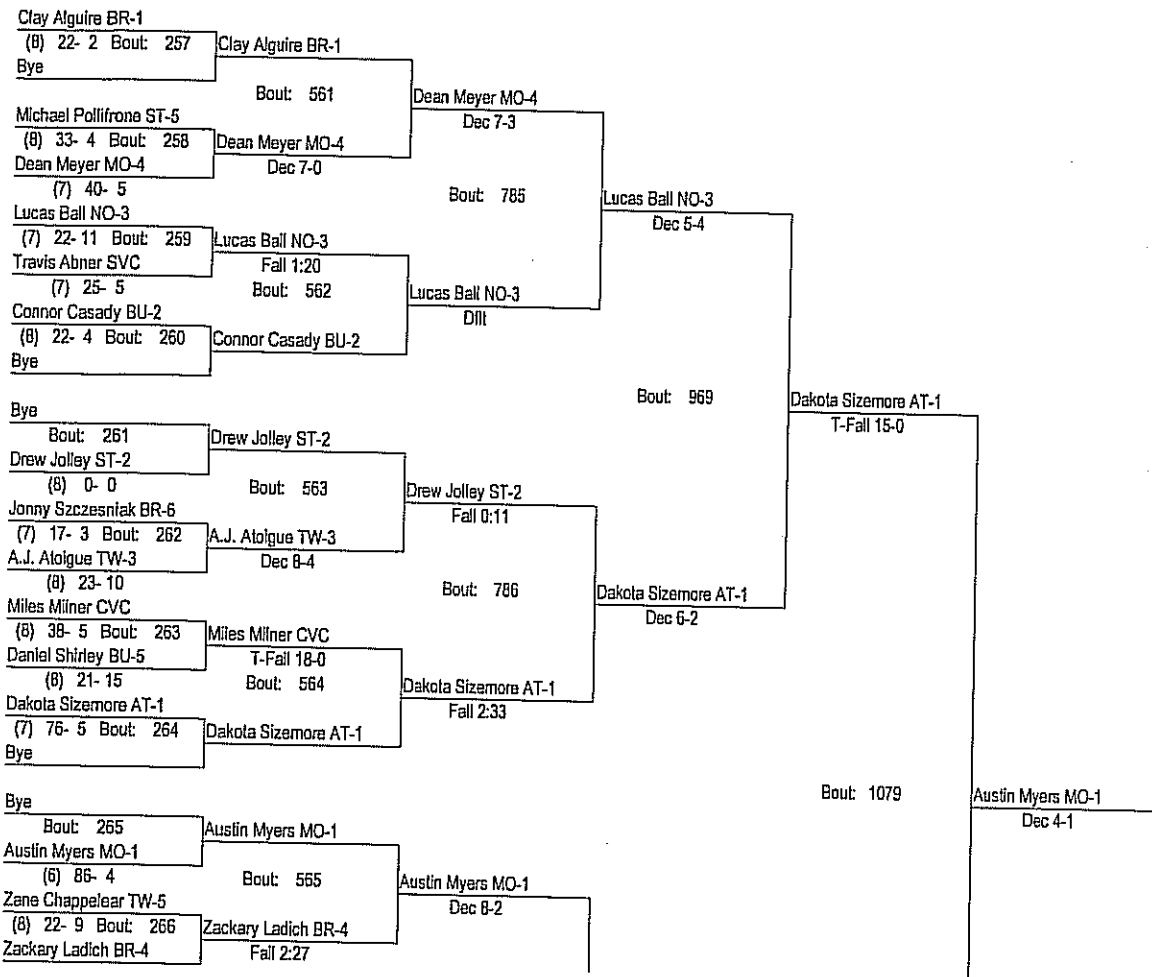 Clay Alguire BR-1
(8) 22- 2 Bout: 257
Bye
Clay Alguire BR-1
Bout: 561
Michael Pollifrone ST-5
(8) 33- 4 Bout: 258
Dean Meyer MO-4
(7) 40- 5
Dean Meyer MO-4
Dec 7-0
Dean Meyer MO-4
Dec 7-3
Bout: 785
Lucas Ball NO-3
(7) 22- 11 Bout: 259
Travis Abner SVC
(7) 25- 5
Lucas Ball NO-3
Fall 1:20
Bout: 562
Connor Casady BU-2
(8) 22- 4 Bout: 260
Bye
Connor Casady BU-2
Lucas Ball NO-3
Dflt
Lucas Ball NO-3
Dec 5-4
Bout: 969
Bye
Bout: 261
Drew Jolley ST-2
(8) 0- 0
Drew Jolley ST-2
Bout: 563
Jonny Szczesniak BR-6
(7) 17- 3 Bout: 262
A.J. Atoigue TW-3
(8) 23- 10
A.J. Atoigue TW-3
Dec 8-4
Drew Jolley ST-2
Fall 0:11
Bout: 786
Miles Milner CVC
(8) 38- 5 Bout: 263
Daniel Shirley BU-5
(8) 21- 15
Miles Milner CVC
T-Fall 18-0
Bout: 564
Dakota Sizemore AT-1
(7) 76- 5 Bout: 264
Bye
Dakota Sizemore AT-1
Dakota Sizemore AT-1
Fall 2:33
Dakota Sizemore AT-1
Dec 6-2
Dakota Sizemore AT-1
T-Fall 15-0
Bout: 1079
Austin Myers MO-1
Dec 4-1
Bye
Bout: 265
Austin Myers MO-1
(6) 86- 4
Austin Myers MO-1
Bout: 565
Zane Chappelear TW-5
(8) 22- 9 Bout: 266
Zackary Ladich BR-4
Zackary Ladich BR-4
Fall 2:27
Austin Myers MO-1
Dec 8-2